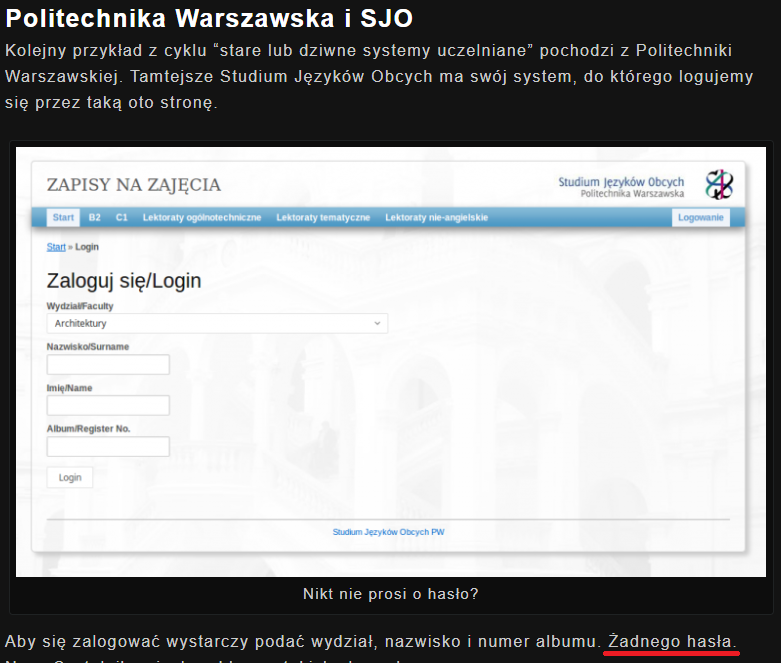 Politechnika Warszawska i SJO
Kolejny przykład z cyklu “stare lub dziwne systemy uczelniane” pochodzi z Politechniki
Warszawskiej. Tamtejsze Studium Języków Obcych ma swój system, do którego logujemy
się przez taką oto stronę.
ZAPISY NA ZAJĘCIA
Studium Języków Obcych
Politechnika Warszawska
Start B2 C1 Lektoraty ogólnotechniczne Lektoraty tematyczne Lektoraty nie-angielskie Logowanie
Start » Login
Zaloguj się/Login
Wydział/Faculty
Architektury
Nazwisko/Surname
Imię/Name
Album/Register No.
Login
Studium Języków Obcych PW
Nikt nie prosi o hasło?
Aby się zalogować wystarczy podać wydział, nazwisko i numer albumu. Żadnego hasła.